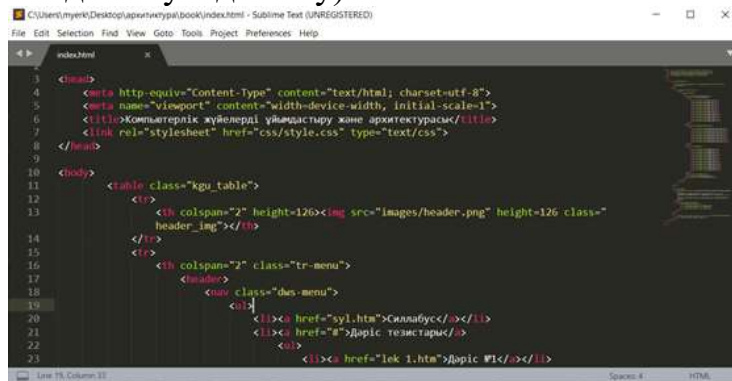 C:\Users\myerk\Desktop\архитиктура\book\index.html - Sublime Text (UNREGISTERED)
File Edit Selection Find View Goto Tools Project Preferences Help
index.html ×
3 <head>
4 <meta http-equiv="Content-Type" content="text/html; charset=utf-8">
5 <meta name="viewport" content="width=device-width, initial-scale=1">
6 <title>Компьютерлік жүйелерді ұйымдастыру және архитектурасы</title>
7 <link rel="stylesheet" href="css/style.css" type="text/css">
8 </head>
9
10 <body>
11 <table class="kgu_table">
12 <tr>
13 <th colspan="2" height=126><img src="images/header.png" height=126 class="
header_img"></th>
14 </tr>
15 <tr>
16 <th colspan="2" class="tr-menu">
17 <header>
18 <nav class="dws-menu">
19 <ul>
20 <li><a href="syl.htm">Силлабус</a></li>
21 <li><a href="#">Дәріс тезистары</a>
22 <ul>
23 <li><a href="lek 1.htm">Дәріс №1</a></li>
Line 19, Column 33
Spaces: 4 HTML